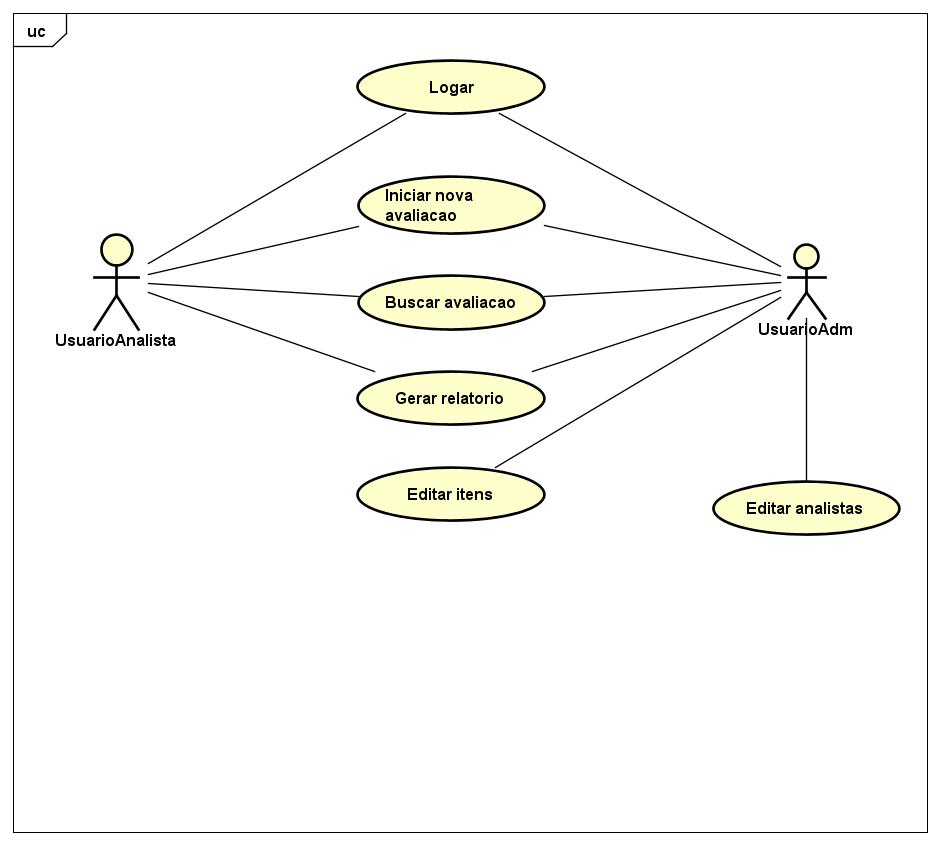 uc
Logar
Iniciar nova
avaliacao
Buscar avaliacao
UsuarioAnalista
UsuarioAdm
Gerar relatorio
Editar itens
Editar analistas